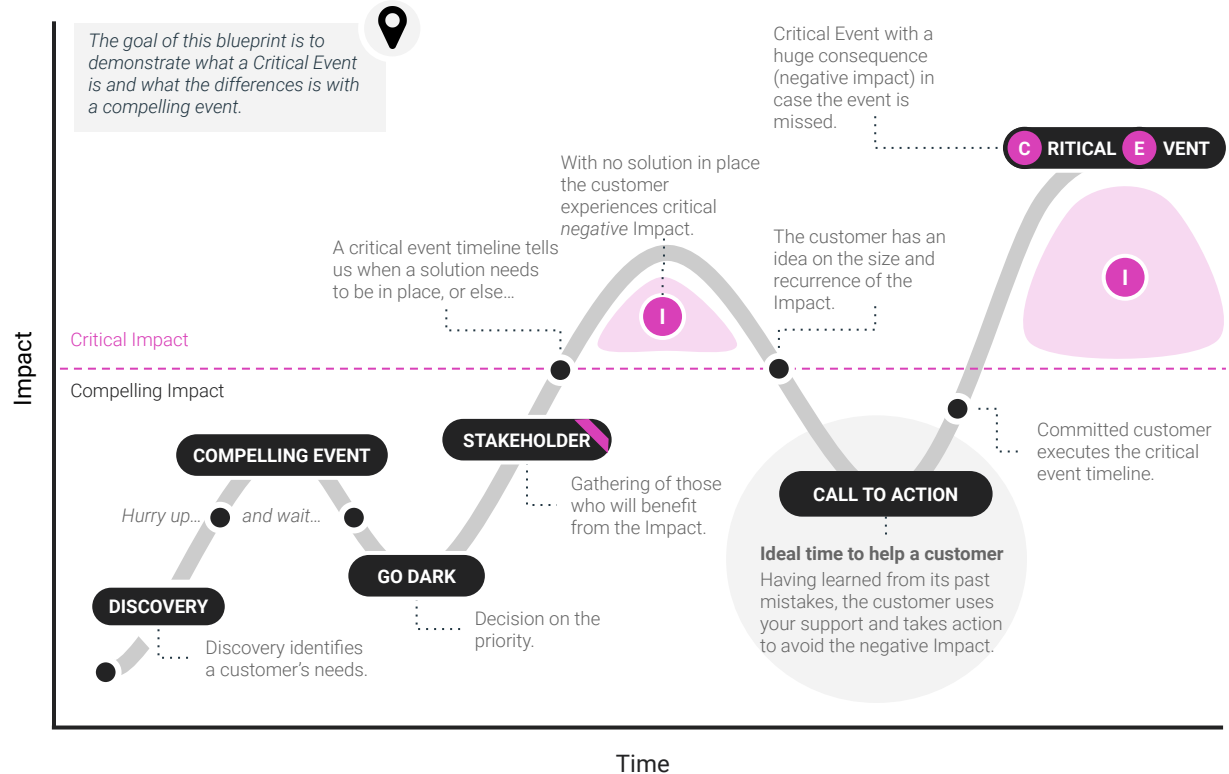 The goal of this blueprint is to
demonstrate what a Critical Event
is and what the differences is with
a compelling event.
Critical Event with a
huge consequence
(negative impact) in
case the event is
missed.
C RITICAL E VENT
With no solution in place
the customer
experiences critical
negative Impact.
A critical event timeline tells
us when a solution needs
to be in place, or else…
The customer has an
idea on the size and
recurrence of the
Impact.
I
I
Critical Impact
Compelling Impact
Impact
STAKEHOLDER
Gathering of those
who will benefit
from the Impact.
COMPELLING EVENT
Hurry up… and wait…
GO DARK
Decision on the
priority.
DISCOVERY
Discovery identifies
a customer’s needs.
Committed customer
executes the critical
event timeline.
CALL TO ACTION
Ideal time to help a customer
Having learned from its past
mistakes, the customer uses
your support and takes action
to avoid the negative Impact.
Time